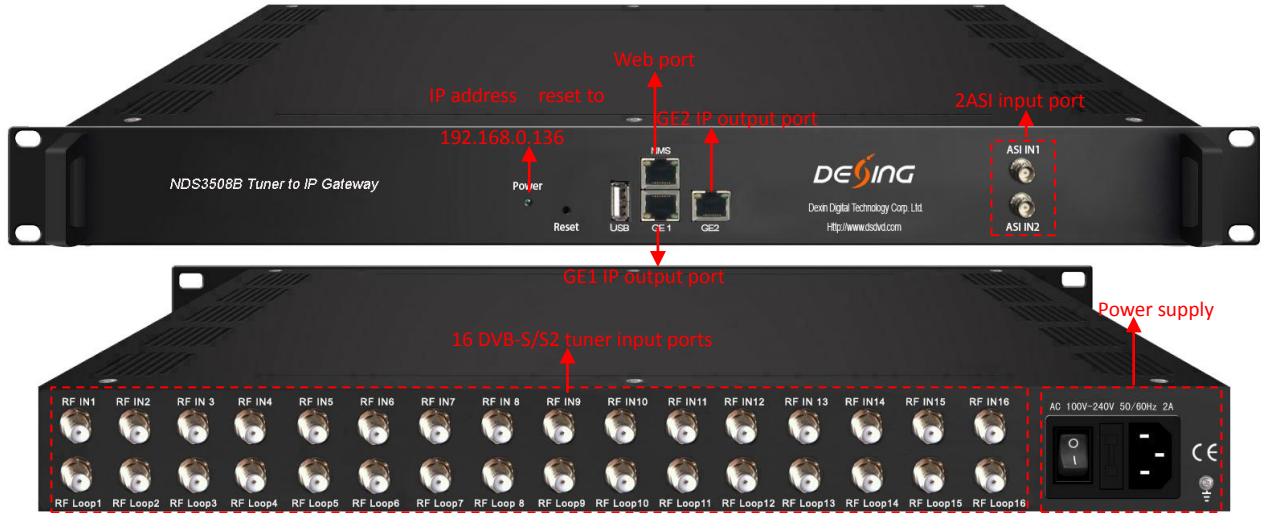 Web port
IP address reset to
2ASI input port
GE2 IP output port
192.168.0.136
NMS
ASI IN1
NDS3508B Tuner to IP Gateway
Power
DESING
Dexin Digital Technology Corp. Ltd.
Http://www.dsdvd.com
Reset
USB
GE1
GE2
ASI IN2
GE1 IP output port
Power supply
16 DVB-S/S2 tuner input ports
RF IN1 RF IN2 RF IN 3 RF IN4 RF IN5 RF IN6 RF IN7 RF IN 8 RF IN9 RF IN10 RF IN11 RF IN12 RF IN 13 RF IN14 RF IN15 RF IN16
AC 100V-240V 50/60Hz 2A
CE
RF Loop1 RF Loop2 RF Loop3 RF Loop4 RF Loop5 RF Loop6 RF Loop7 RF Loop 8 RF Loop9 RF Loop10 RF Loop11 RF Loop12 RF Loop13 RF Loop14 RF Loop15 RF Loop16